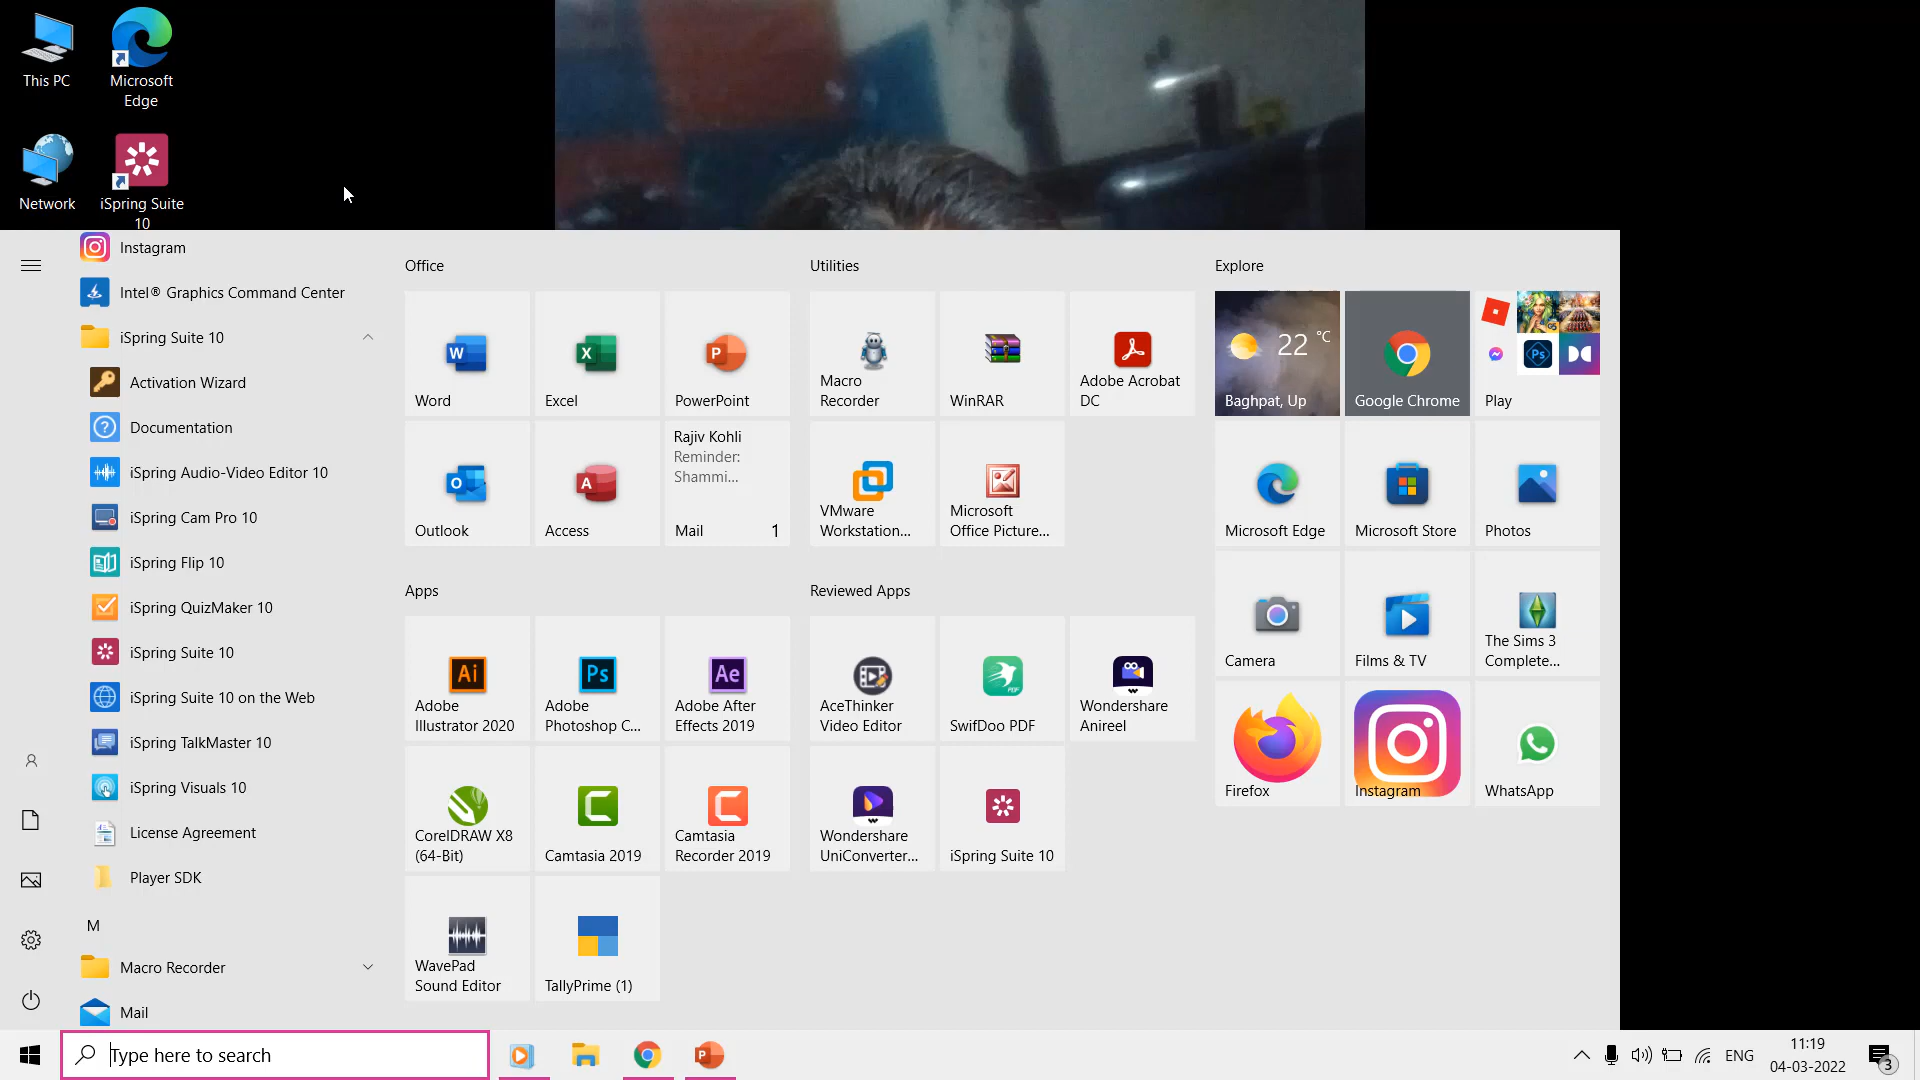 This PC
Microsoft
Edge
Network
iSpring Suite
10
Instagram
Intel® Graphics Command Center
iSpring Suite 10
Activation Wizard
Documentation
iSpring Audio-Video Editor 10
iSpring Cam Pro 10
iSpring Flip 10
iSpring QuizMaker 10
iSpring Suite 10
iSpring Suite 10 on the Web
iSpring TalkMaster 10
iSpring Visuals 10
License Agreement
Player SDK
M
Macro Recorder
Mail
Office
Word
Excel
PowerPoint
Outlook
Access
Rajiv Kohli
Reminder:
Shammi...
Mail 1
Apps
Adobe
Illustrator 2020
Adobe
Photoshop C...
Adobe After
Effects 2019
CorelDRAW X8
(64-Bit)
Camtasia 2019
Camtasia
Recorder 2019
WavePad
Sound Editor
TallyPrime (1)
Utilities
Macro
Recorder
WinRAR
Adobe Acrobat
DC
VMware
Workstation...
Microsoft
Office Picture...
Reviewed Apps
AceThinker
Video Editor
SwifDoo PDF
Wondershare
Anireel
Wondershare
UniConverter...
iSpring Suite 10
Explore
22 °C
Baghpat, Up
Google Chrome
Play
Microsoft Edge
Microsoft Store
Photos
Camera
Films & TV
The Sims 3
Complete...
Firefox
Instagram
WhatsApp
Type here to search
ENG
11:19
04-03-2022
3